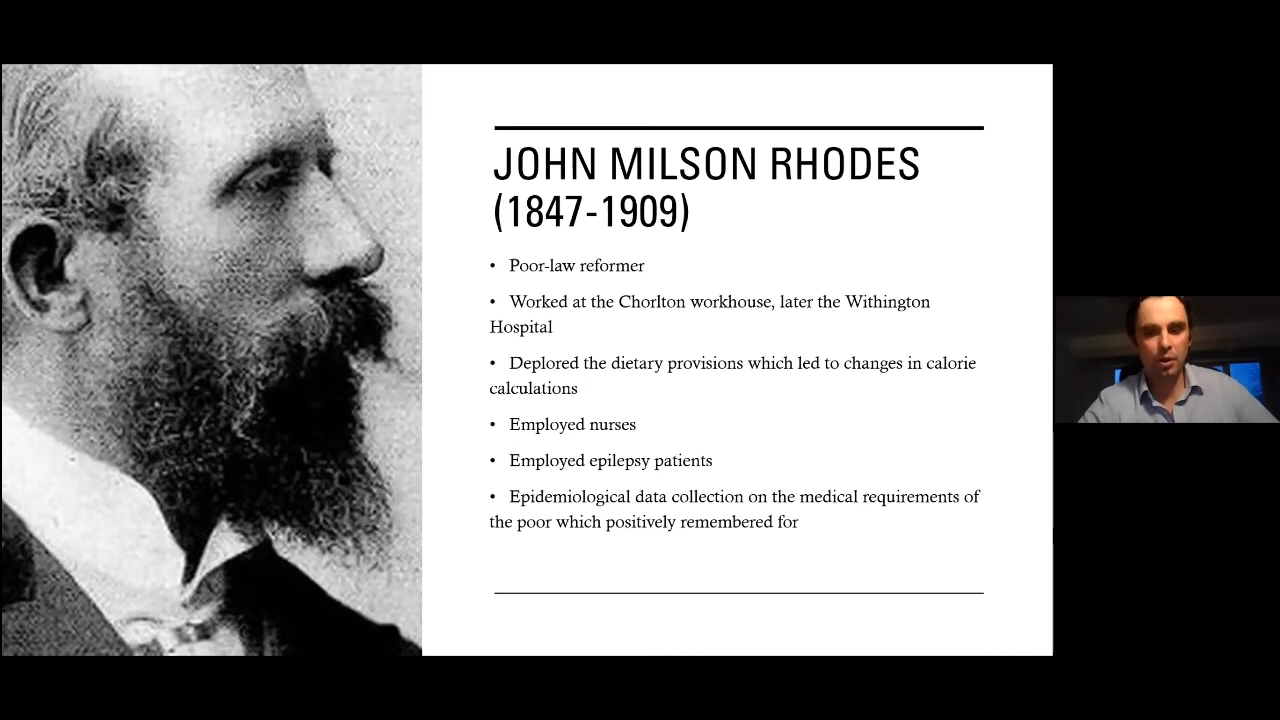 JOHN MILSON RHODES
(1847-1909)
• Poor-law reformer
• Worked at the Chorlton workhouse, later the Withington
Hospital
• Deplored the dietary provisions which led to changes in calorie
calculations
• Employed nurses
• Employed epilepsy patients
• Epidemiological data collection on the medical requirements of
the poor which positively remembered for